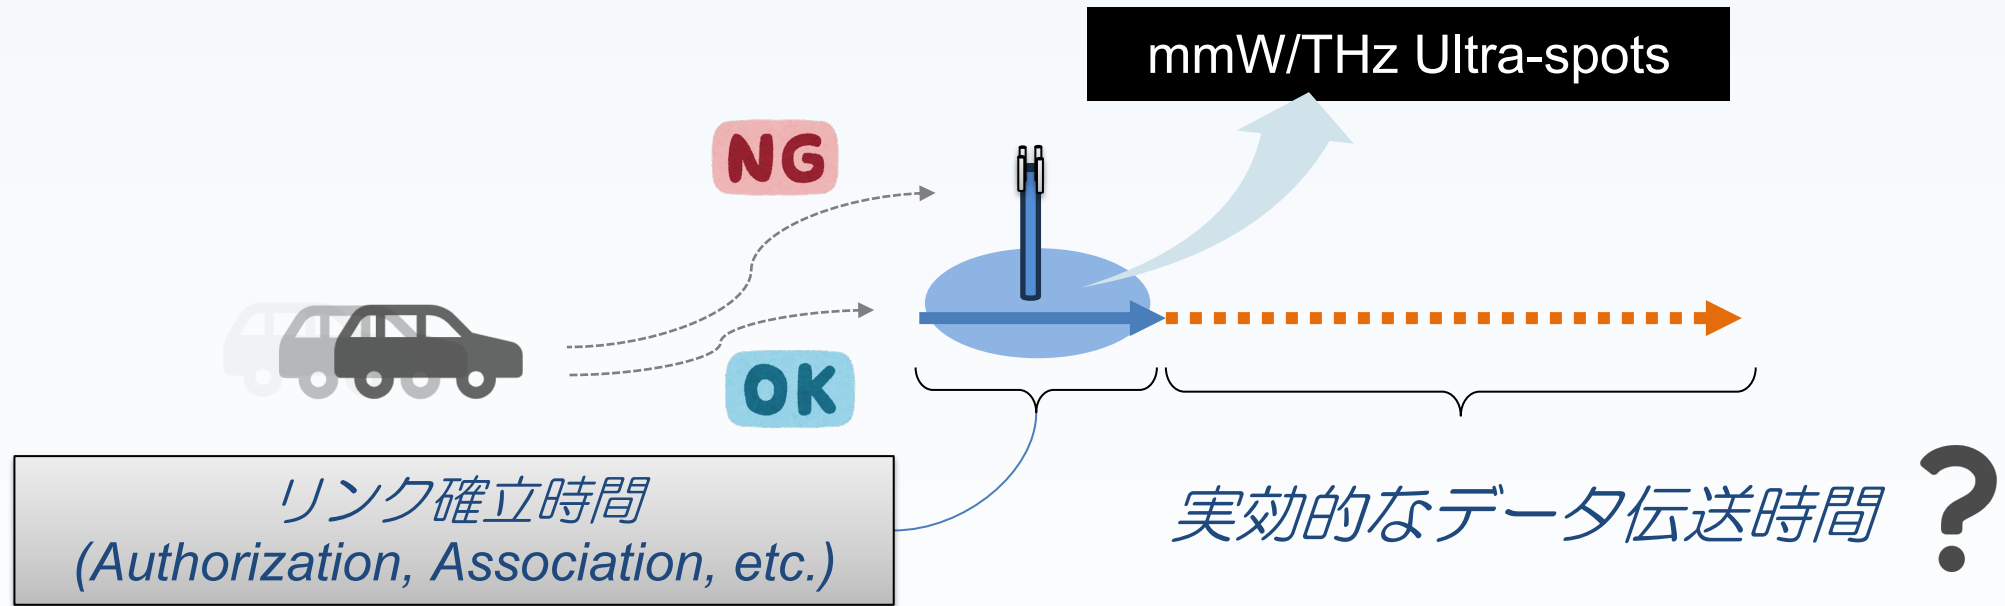 mmW/THz Ultra-spots
NG
OK
リンク確立時間
(Authorization, Association, etc.)
実効的なデータ伝送時間
?